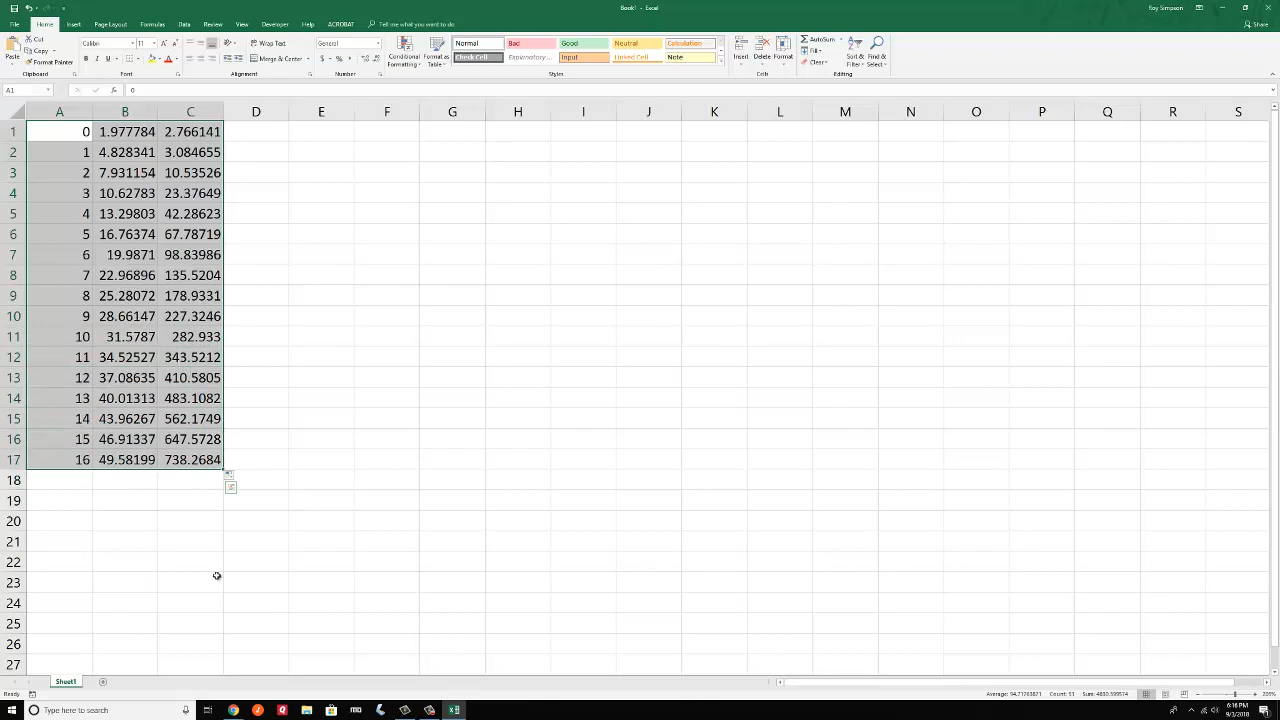 Book1 - Excel
Roy Simpson
File Home Insert Page Layout Formulas Data Review View Developer Help ACROBAT Tell me what you want to do Share
Cut
Copy
Format Painter
Paste
Clipboard
Calibri 11
Font
Wrap Text
Merge & Center
Alignment
General
Number
Conditional Formatting
Format as Table
Normal Bad Good Neutral Calculation
Check Cell Explanatory... Input Linked Cell Note
Styles
Insert Delete Format
Cells
AutoSum
Fill
Clear
Sort & Filter
Find & Select
Editing
A1 0
A B C D E F G H I J K L M N O P Q R S
1 0 1.977784 2.766141
2 1 4.828341 3.084655
3 2 7.931154 10.53526
4 3 10.62783 23.37649
5 4 13.29803 42.28623
6 5 16.76374 67.78719
7 6 19.9871 98.83986
8 7 22.96896 135.5204
9 8 25.28072 178.9331
10 9 28.66147 227.3246
11 10 31.5787 282.933
12 11 34.52527 343.5212
13 12 37.08635 410.5805
14 13 40.01313 483.1082
15 14 43.96267 562.1749
16 15 46.91337 647.5728
17 16 49.58199 738.2684
18
19
20
21
22
23
24
25
26
27
Sheet1
Ready Count: 51
Type here to search
6:16 PM
9/3/2018